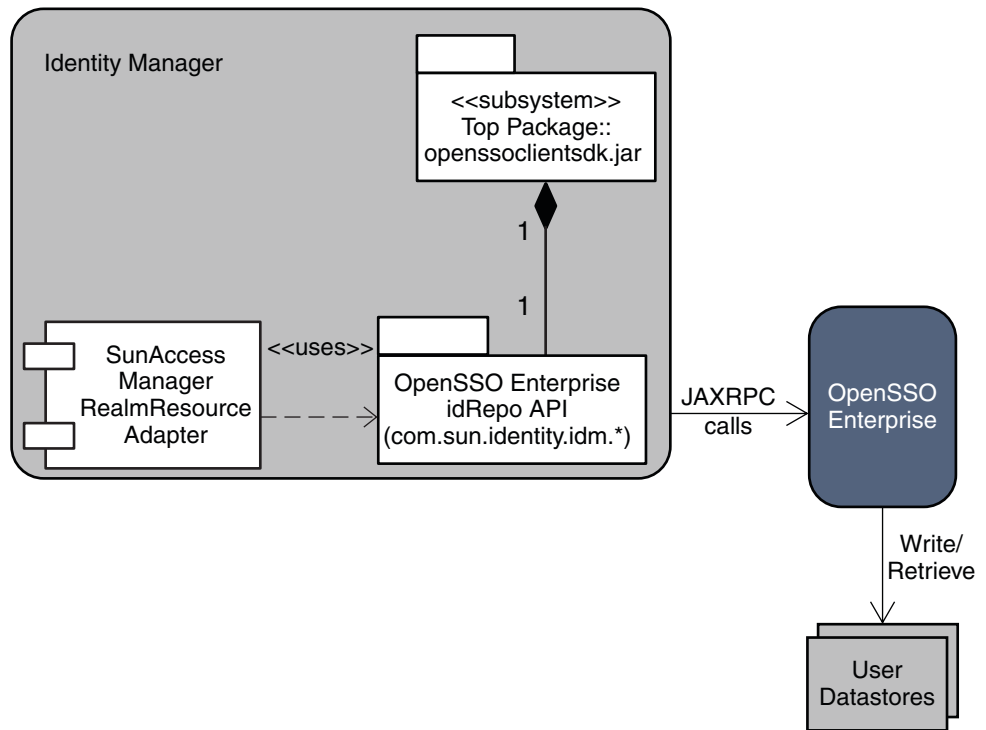 Identity Manager
<<subsystem>>
Top Package::
openssoclientsdk.jar
1
1
SunAccess
Manager
RealmResource
Adapter
<<uses>>
OpenSSO Enterprise
idRepo API
(com.sun.identity.idm.*)
JAXRPC
calls
OpenSSO
Enterprise
Write/
Retrieve
User
Datastores